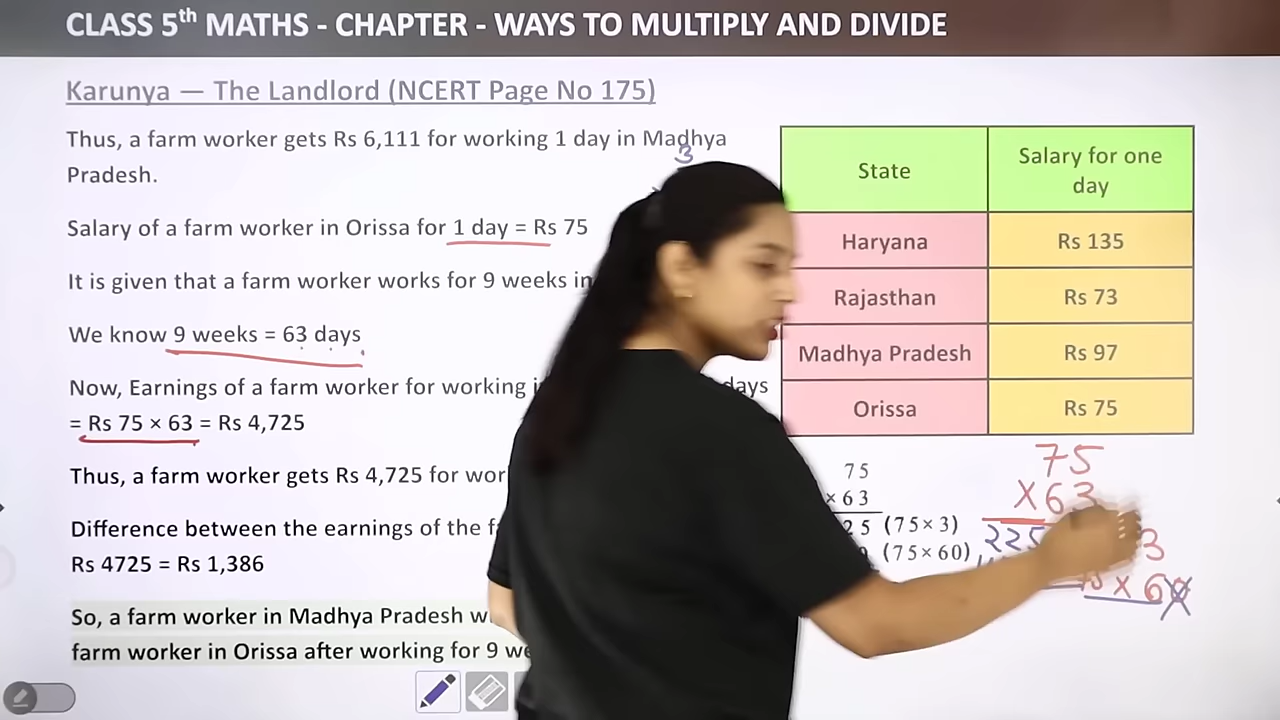 CLASS 5th MATHS - CHAPTER - WAYS TO MULTIPLY AND DIVIDE
Karunya — The Landlord (NCERT Page No 175)
Thus, a farm worker gets Rs 6,111 for working 1 day in Madhya
Pradesh.
3
Salary of a farm worker in Orissa for 1 day = Rs 75
It is given that a farm worker works for 9 weeks in
We know 9 weeks = 63 days
Now, Earnings of a farm worker for working days
= Rs 75 × 63 = Rs 4,725
Thus, a farm worker gets Rs 4,725 for
Difference between the earnings of the
Rs 4725 = Rs 1,386
So, a farm worker in Madhya Pradesh
farm worker in Orissa after working for 9
State Salary for one
day
Haryana Rs 135
Rajasthan Rs 73
Madhya Pradesh Rs 97
Orissa Rs 75
75
×63
25 (75×3)
(75×60)
75
×63
225 3
× 60